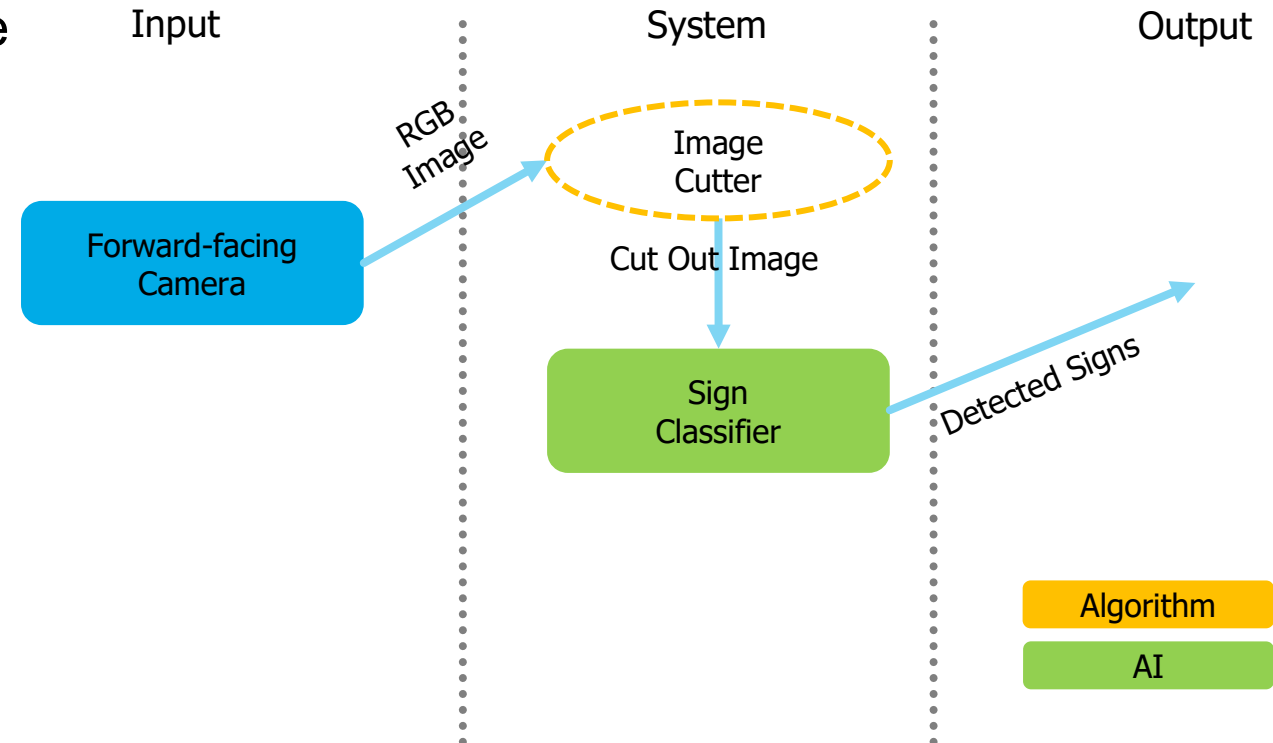 e
Input
System
Output
RGB
Image
Image
Cutter
Forward-facing
Camera
Cut Out Image
Sign
Classifier
Detected Signs
Algorithm
AI